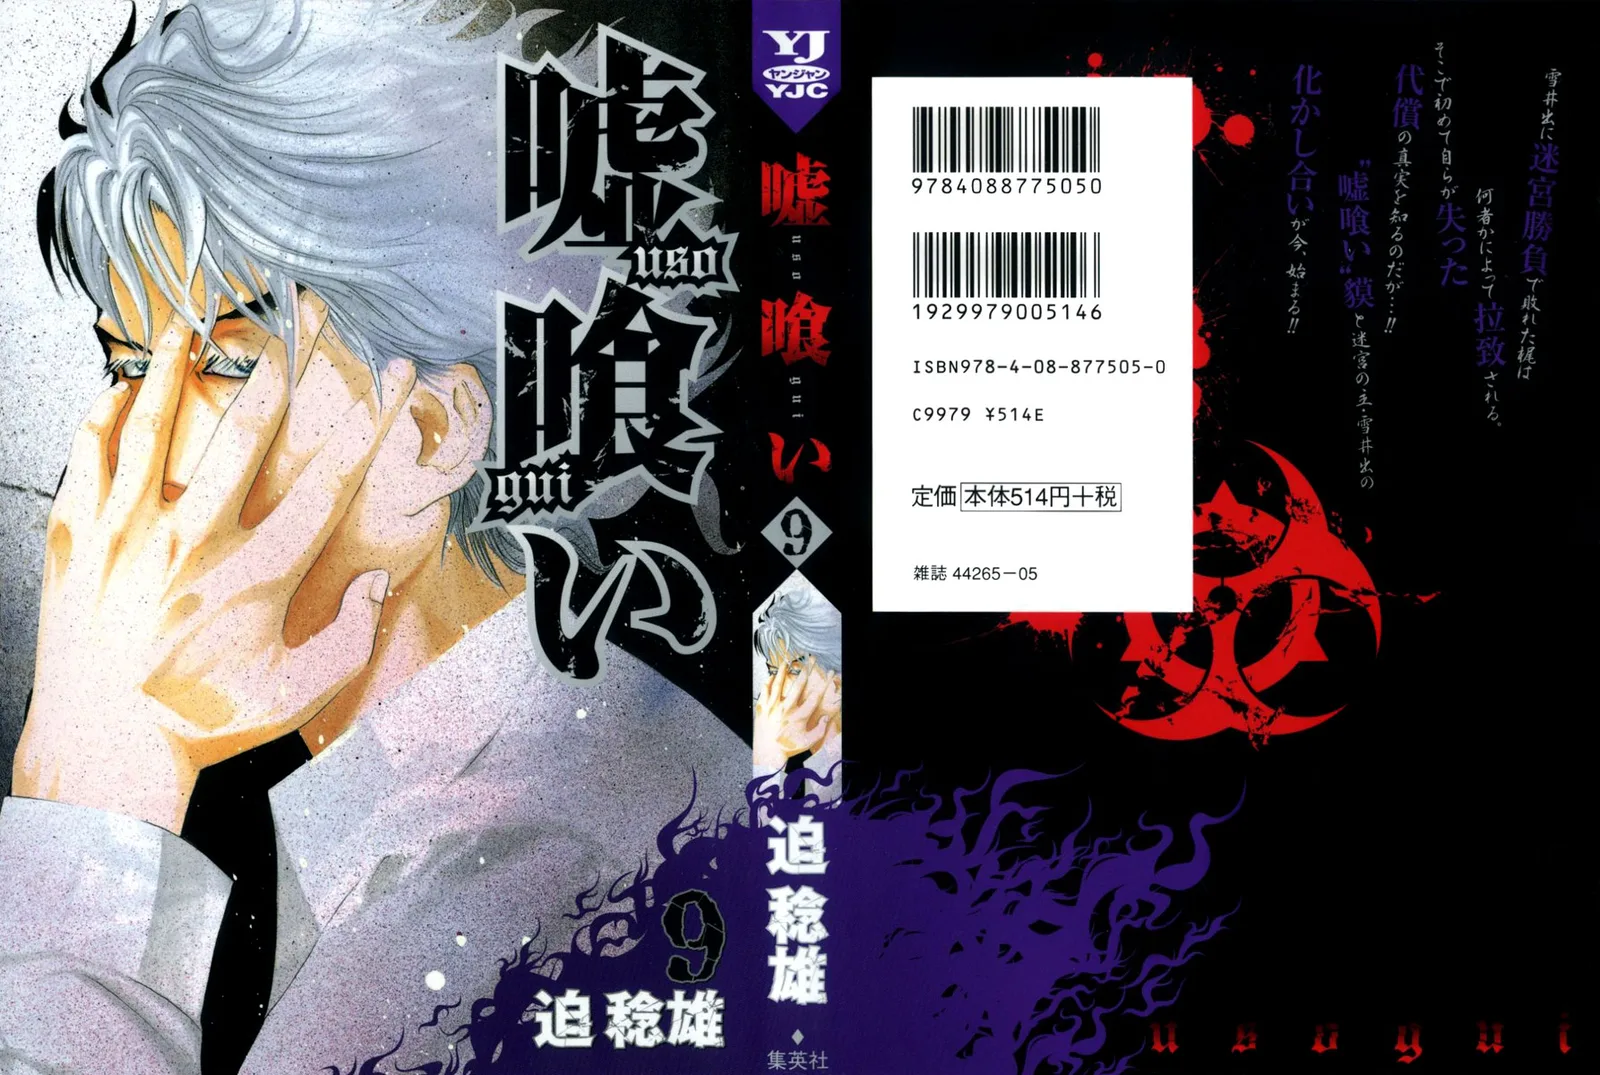 嘘喰い
uso
gui
9
迫 稔雄
YJ
ヤンジャン
YJC
嘘喰い
uso
gui
9
迫 稔雄
集英社
9784088775050
1929979005146
ISBN978-4-08-877505-0
C9979 ¥514E
定価 本体514円+税
雑誌 44265-05
雪井出に迷宮勝負で敗れた梶は
何者かによって拉致される。
そこで初めて自らが失った
代償の真実を知るのだが…!!
“嘘喰い”貘と迷宮の主・雪井出の
化かし合いが今、始まる!!
usogui